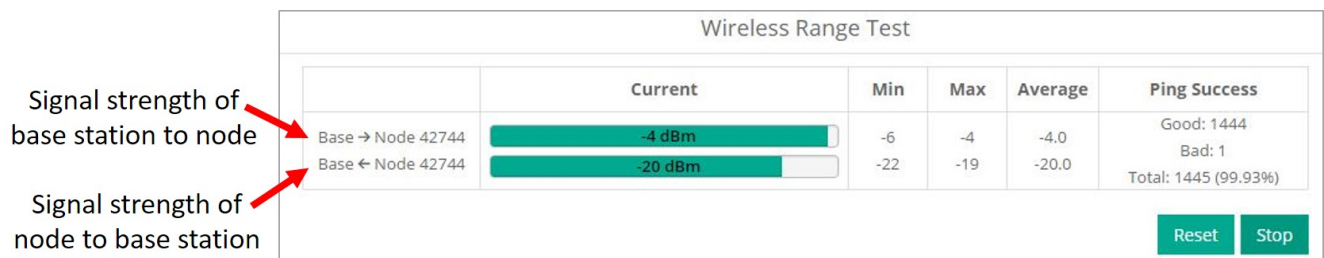 Wireless Range Test
Current Min Max Average Ping Success
Signal strength of
base station to node
Base → Node 42744 -4 dBm -6 -4 -4.0 Good: 1444
Bad: 1
Base ← Node 42744 -20 dBm -22 -19 -20.0 Total: 1445 (99.93%)
Signal strength of
node to base station
Reset Stop